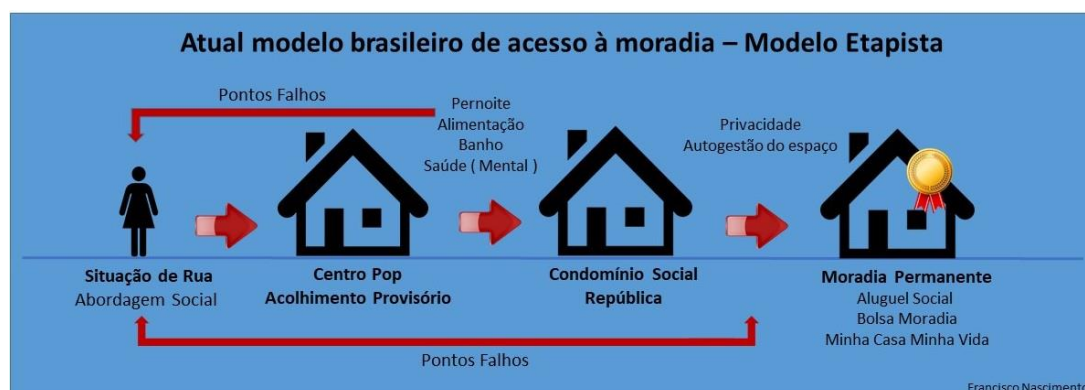 Atual modelo brasileiro de acesso à moradia – Modelo Etapista
Pontos Falhos
Pernoite
Alimentação
Banho
Saúde ( Mental )
Privacidade
Autogestão do espaço
Situação de Rua
Abordagem Social
Centro Pop
Acolhimento Provisório
Condomínio Social
República
Moradia Permanente
Aluguel Social
Bolsa Moradia
Minha Casa Minha Vida
Pontos Falhos
Francisco Nascimento